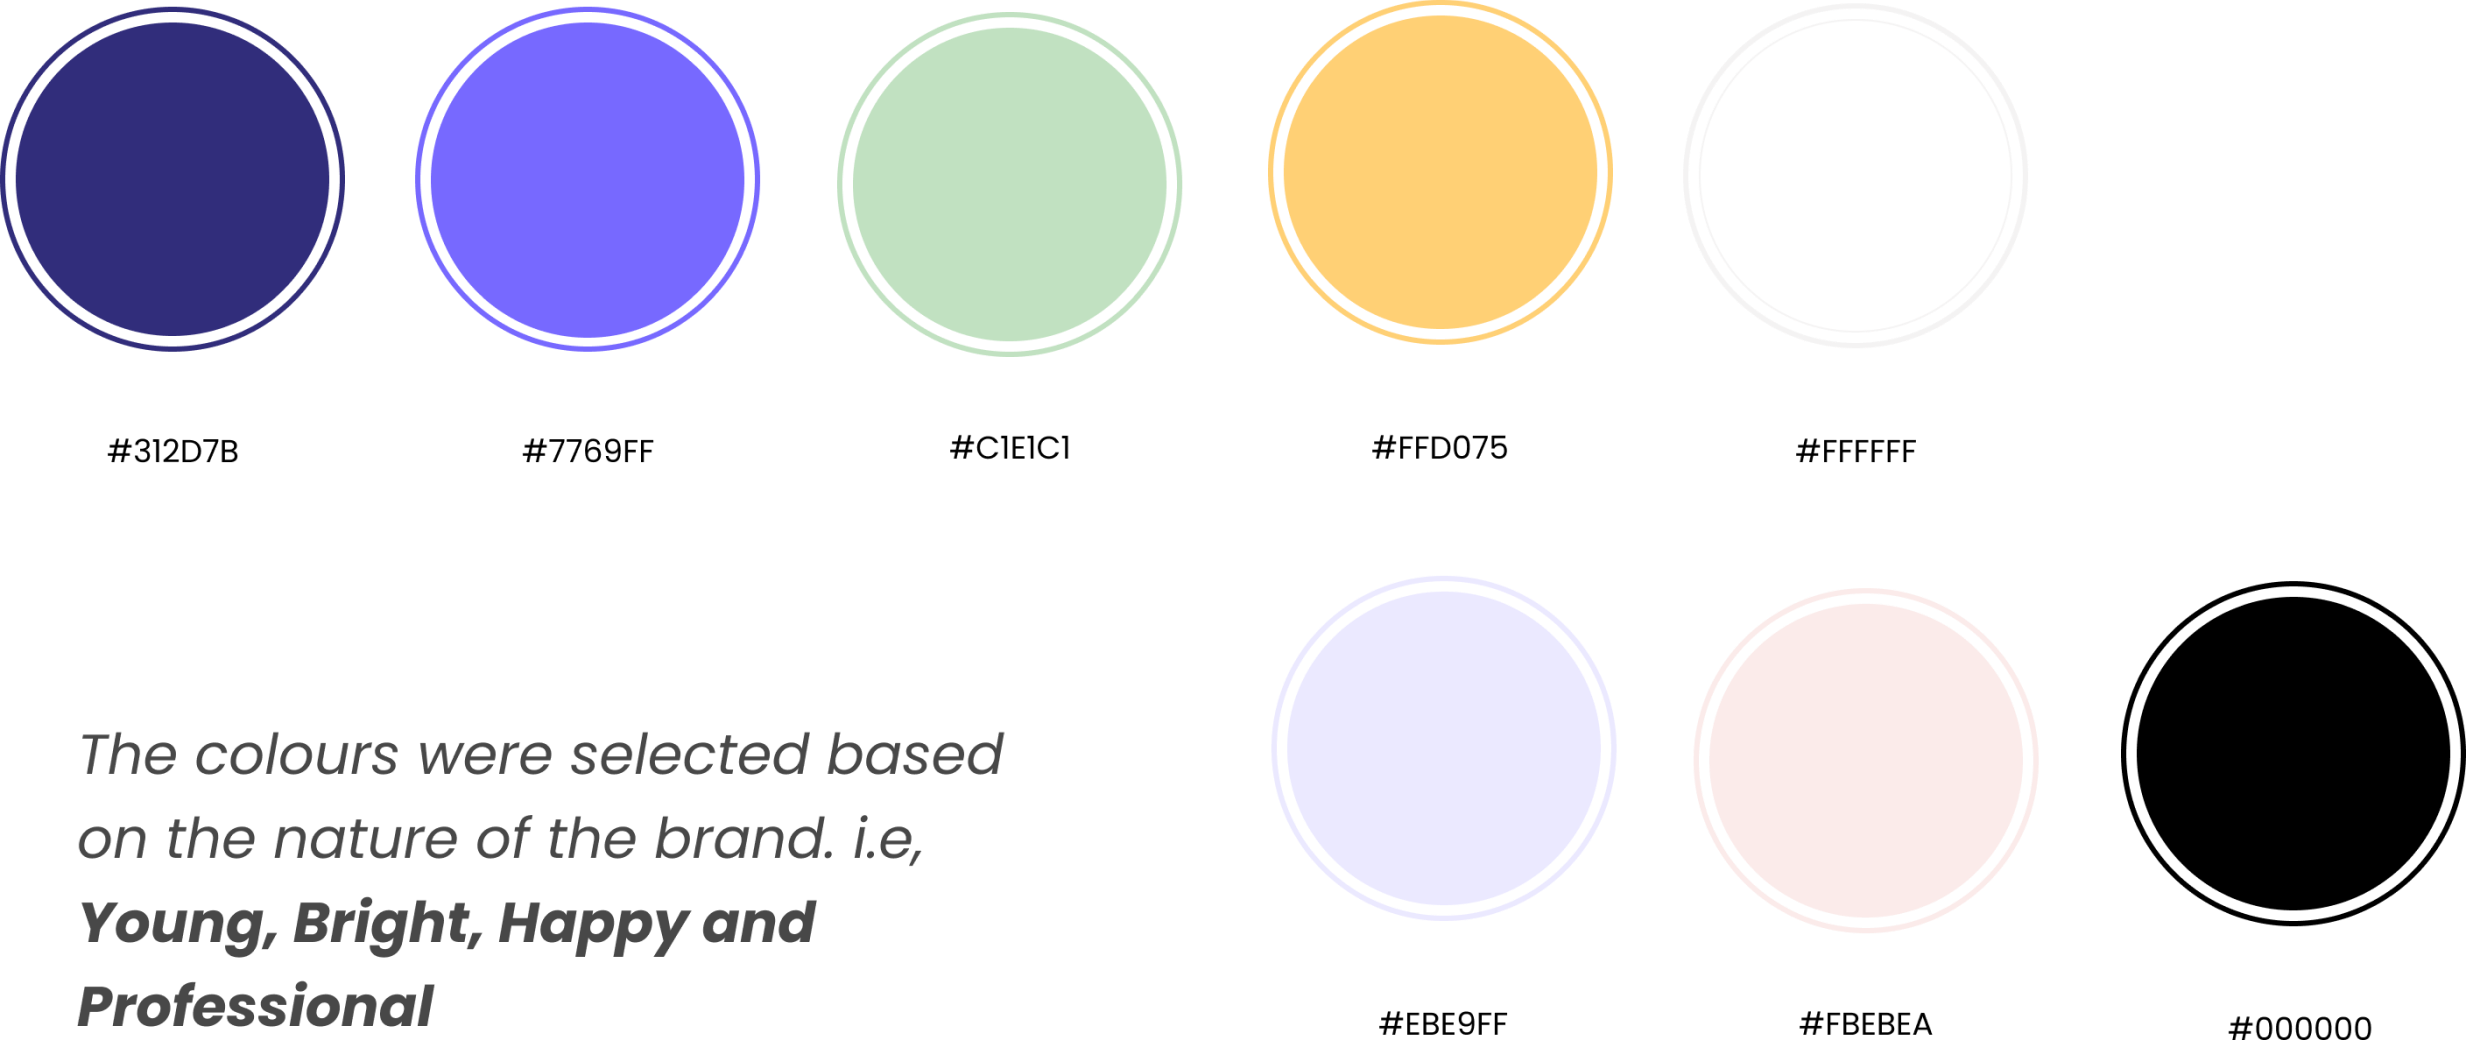 #312D7B
#7769FF
#C1E1C1
#FFD075
#FFFFFF
The colours were selected based
on the nature of the brand. i.e,
Young, Bright, Happy and
Professional
#EBE9FF
#FBEBEA
#000000